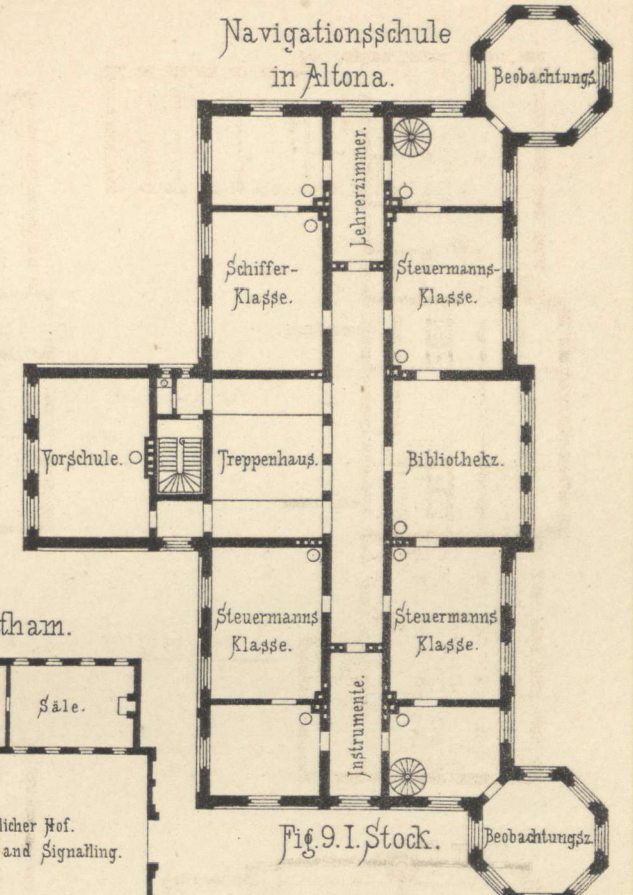 Navigationsschule
in Altona.
Beobachtungs.
Lehrerzimmer.
Schiffer-
Klasse.
Steuermanns-
Klasse.
Vorschule.
Treppenhaus.
Bibliothekz.
Steuermanns
Klasse.
Steuermanns
Klasse.
Instrumente.
Säle.
licher Hof.
and Signalling.
Fig. 9. I. Stock.
Beobachtungsz.